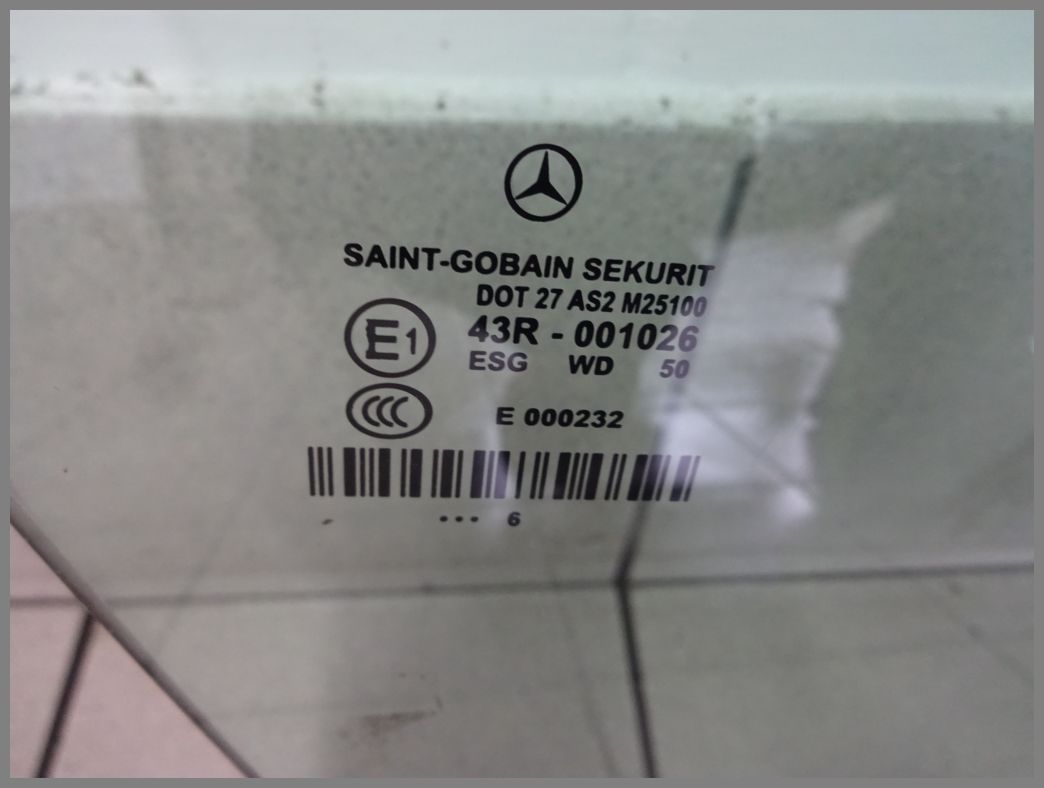 SAINT-GOBAIN SEKURIT
DOT 27 AS2 M25100
E1 43R - 001026
ESG WD 50
CCC E 000232
... 6